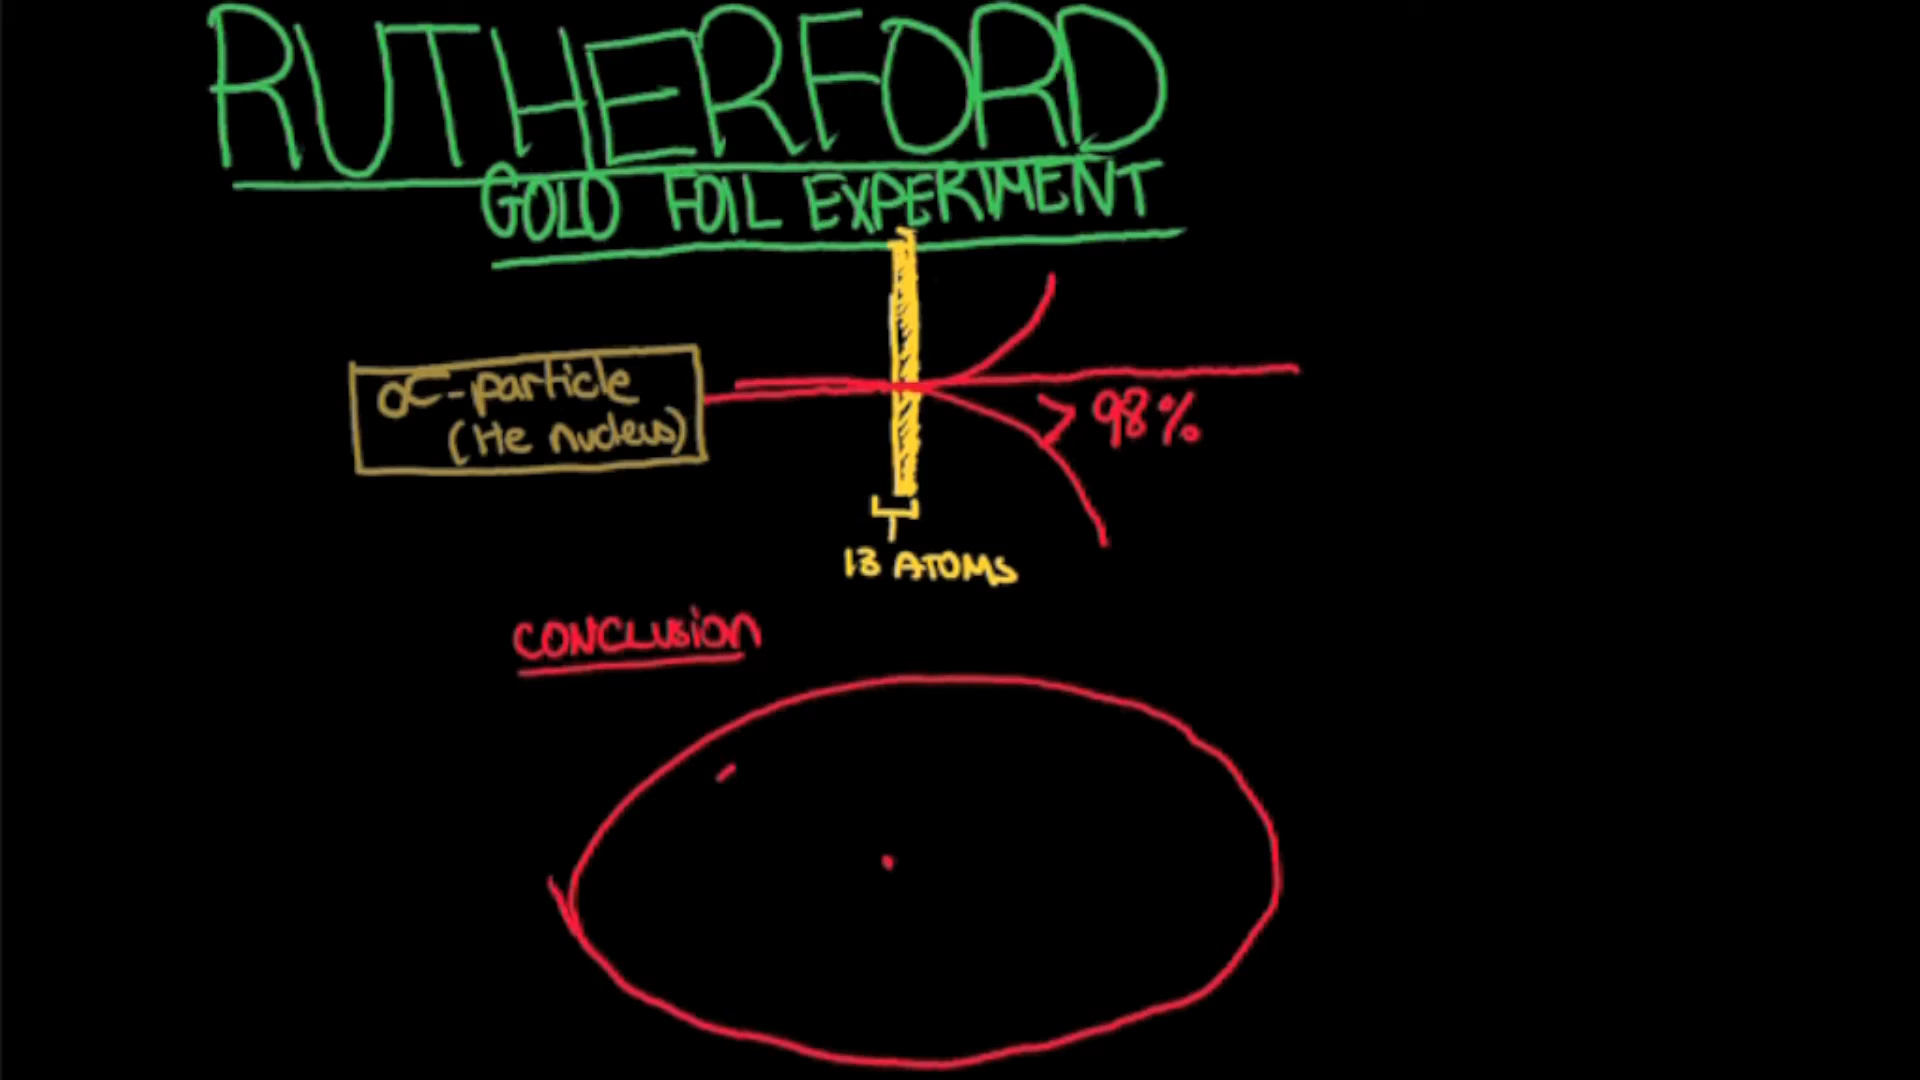 RUTHERFORD
GOLD FOIL EXPERIMENT
α-particle
(He nucleus)
> 98%
13 ATOMS
CONCLUSION